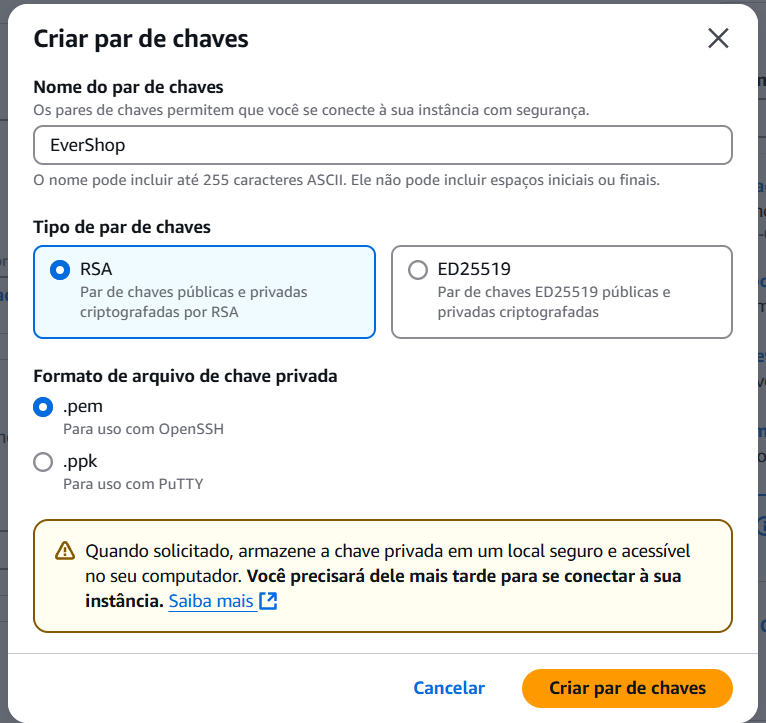 Criar par de chaves
Nome do par de chaves
Os pares de chaves permitem que você se conecte à sua instância com segurança.
EverShop
O nome pode incluir até 255 caracteres ASCII. Ele não pode incluir espaços iniciais ou finais.
Tipo de par de chaves
RSA
Par de chaves públicas e privadas
criptografadas por RSA
ED25519
Par de chaves ED25519 públicas e
privadas criptografadas
Formato de arquivo de chave privada
.pem
Para uso com OpenSSH
.ppk
Para uso com PuTTY
Quando solicitado, armazene a chave privada em um local seguro e acessível
no seu computador. Você precisará dele mais tarde para se conectar à sua
instância. Saiba mais
Cancelar
Criar par de chaves